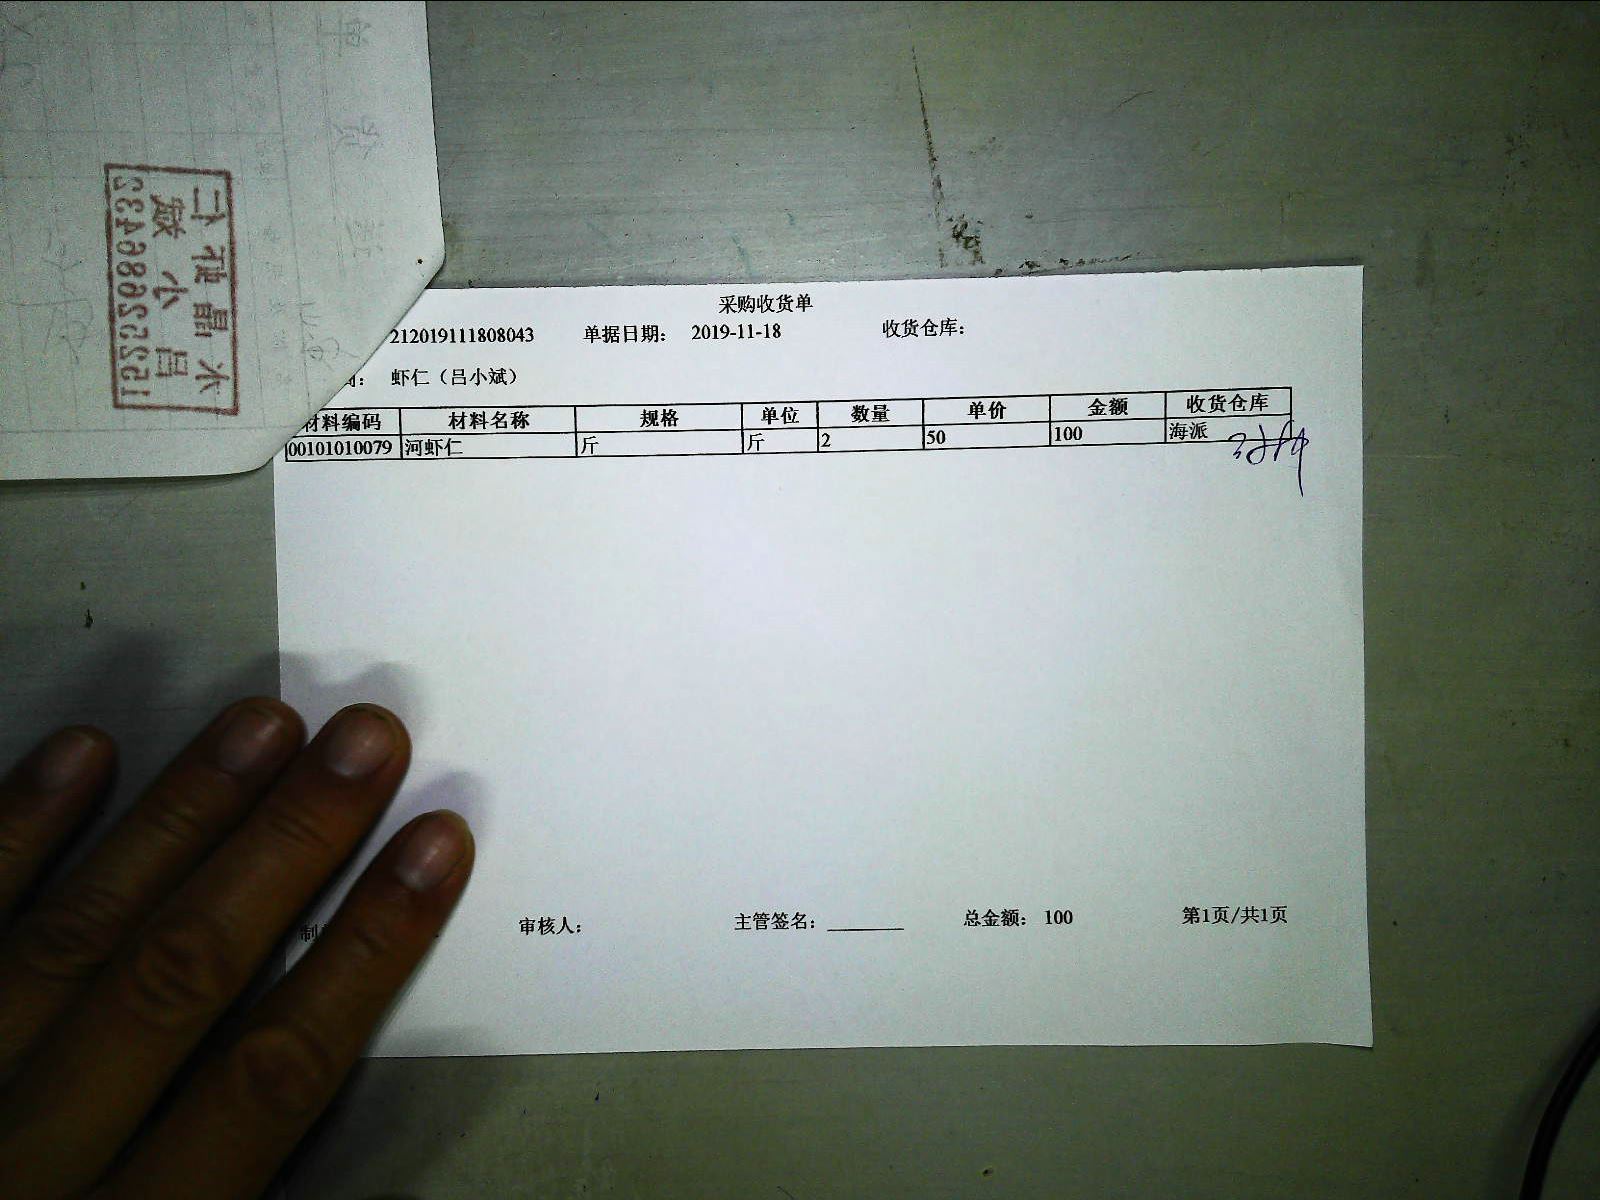 采购收货单
212019111808043 单据日期： 2019-11-18 收货仓库：
： 虾仁（吕小斌）
材料编码 材料名称 规格 单位 数量 单价 金额 收货仓库
00101010079 河虾仁 斤 斤 2 50 100 海派
审核人： 主管签名： 总金额： 100 第1页/共1页